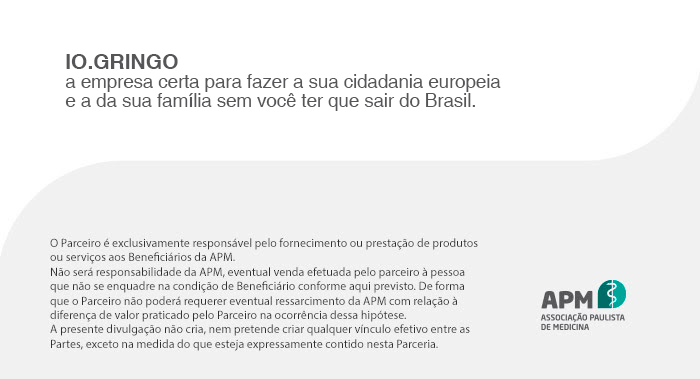 IO.GRINGO
a empresa certa para fazer a sua cidadania europeia
e a da sua família sem você ter que sair do Brasil.
O Parceiro é exclusivamente responsável pelo fornecimento ou prestação de produtos
ou serviços aos Beneficiários da APM.
Não será responsabilidade da APM, eventual venda efetuada pelo parceiro à pessoa
que não se enquadre na condição de Beneficiário conforme aqui previsto. De forma
que o Parceiro não poderá requerer eventual ressarcimento da APM com relação à
diferença de valor praticado pelo Parceiro na ocorrência dessa hipótese.
A presente divulgação não cria, nem pretende criar qualquer vínculo efetivo entre as
Partes, exceto na medida do que esteja expressamente contido nesta Parceria.
APM
ASSOCIAÇÃO PAULISTA
DE MEDICINA